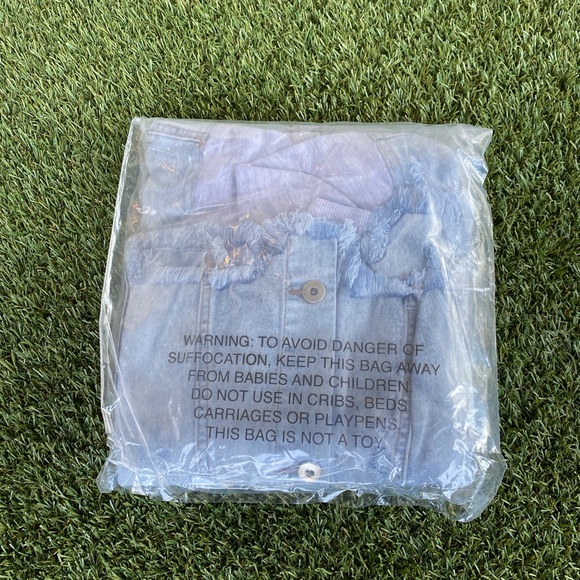 WARNING: TO AVOID DANGER OF
SUFFOCATION, KEEP THIS BAG AWAY
FROM BABIES AND CHILDREN.
DO NOT USE IN CRIBS, BEDS,
CARRIAGES OR PLAYPENS.
THIS BAG IS NOT A TOY.